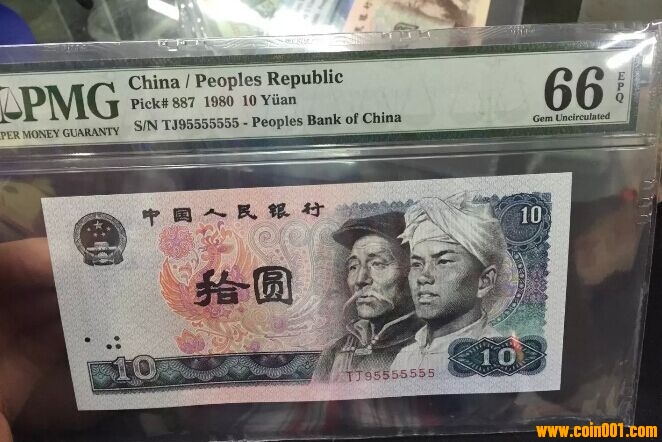 PMG
PER MONEY GUARANTY
China / Peoples Republic
Pick# 887 1980 10 Yüan
S/N TJ95555555 - Peoples Bank of China
66
EPQ
Gem Uncirculated
中国人民银行
10
拾圆
10
10
TJ95555555
www.coin001.com